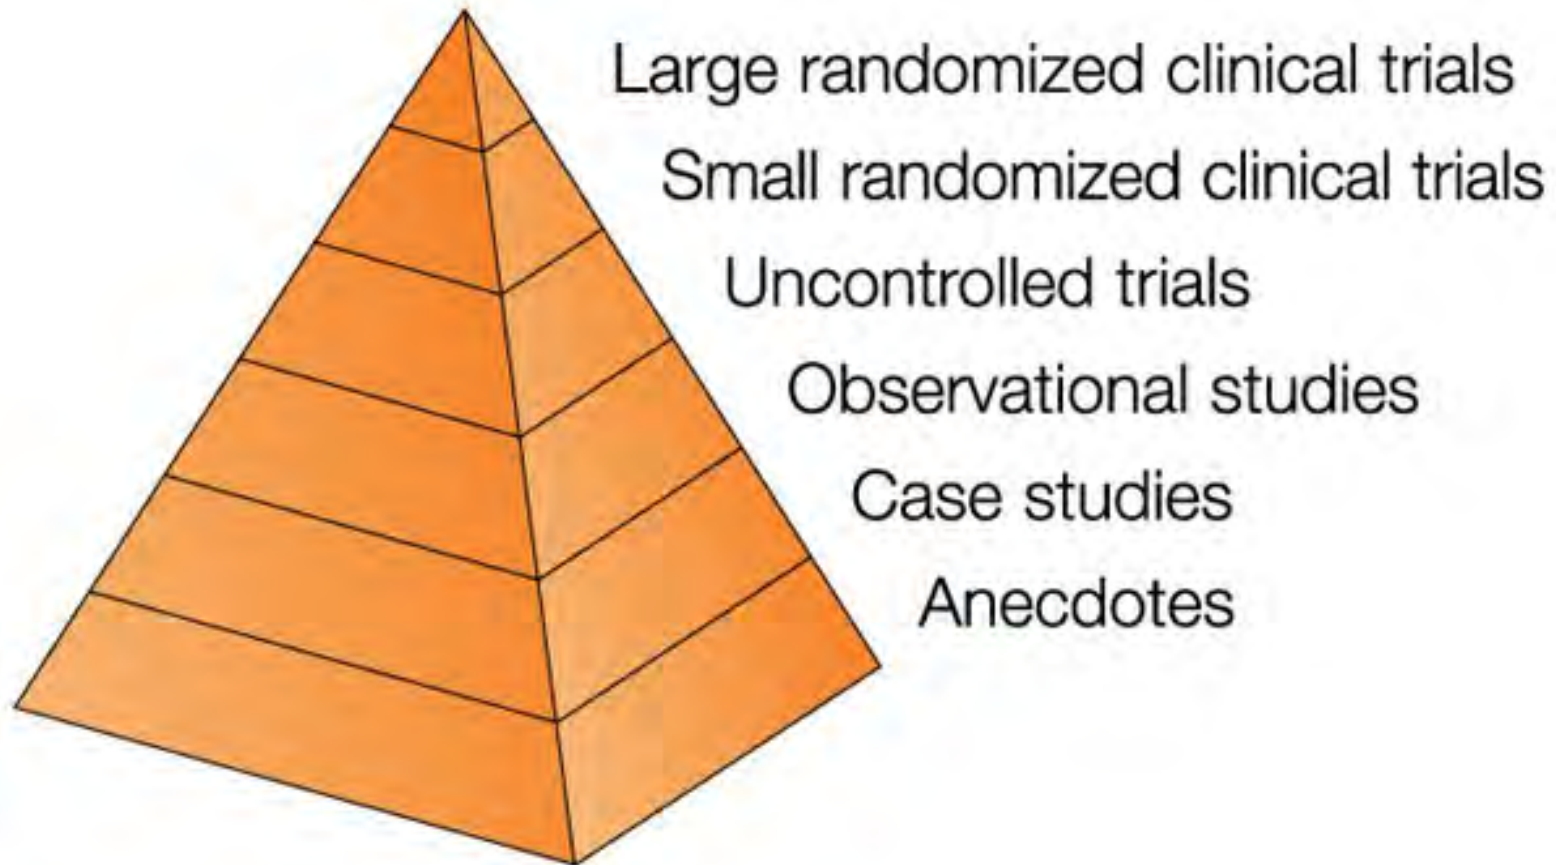 Large randomized clinical trials
Small randomized clinical trials
Uncontrolled trials
Observational studies
Case studies
Anecdotes